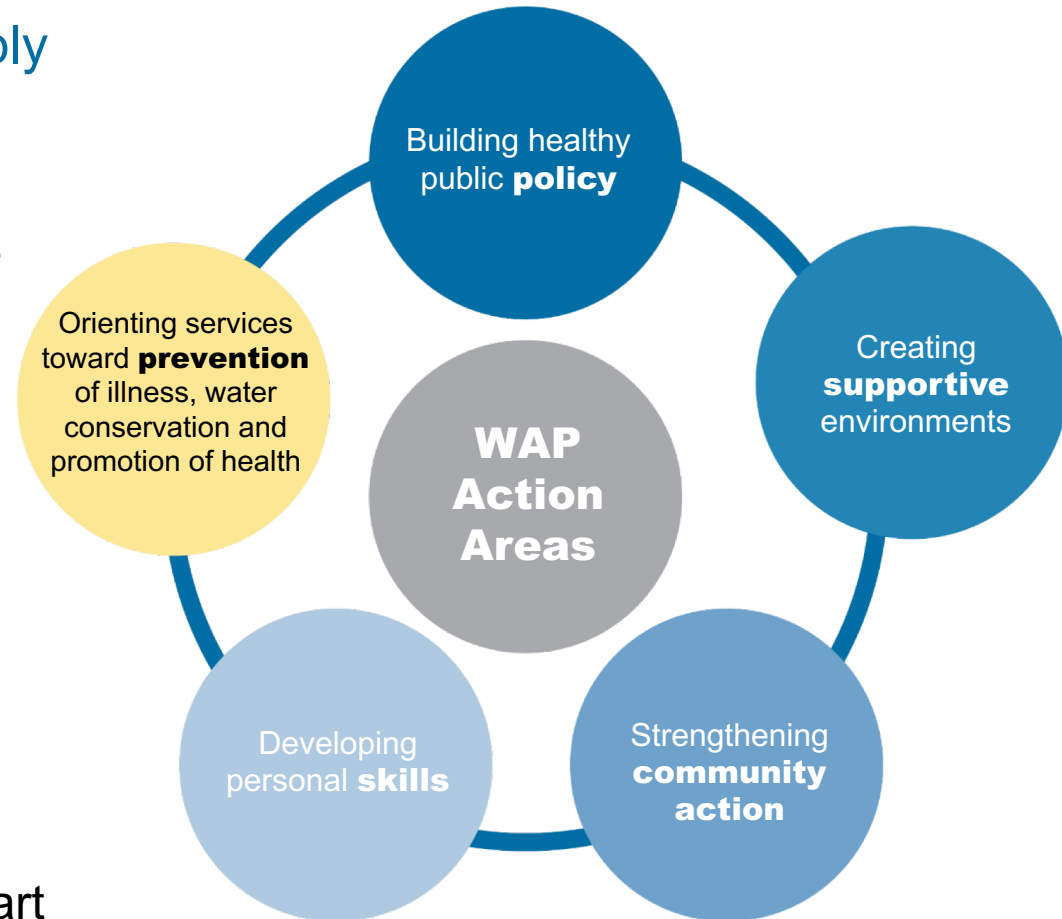 Building healthy
public policy
Creating
supportive
environments
Strengthening
community
action
Developing
personal skills
Orienting services
toward prevention
of illness, water
conservation and
promotion of health
WAP
Action
Areas